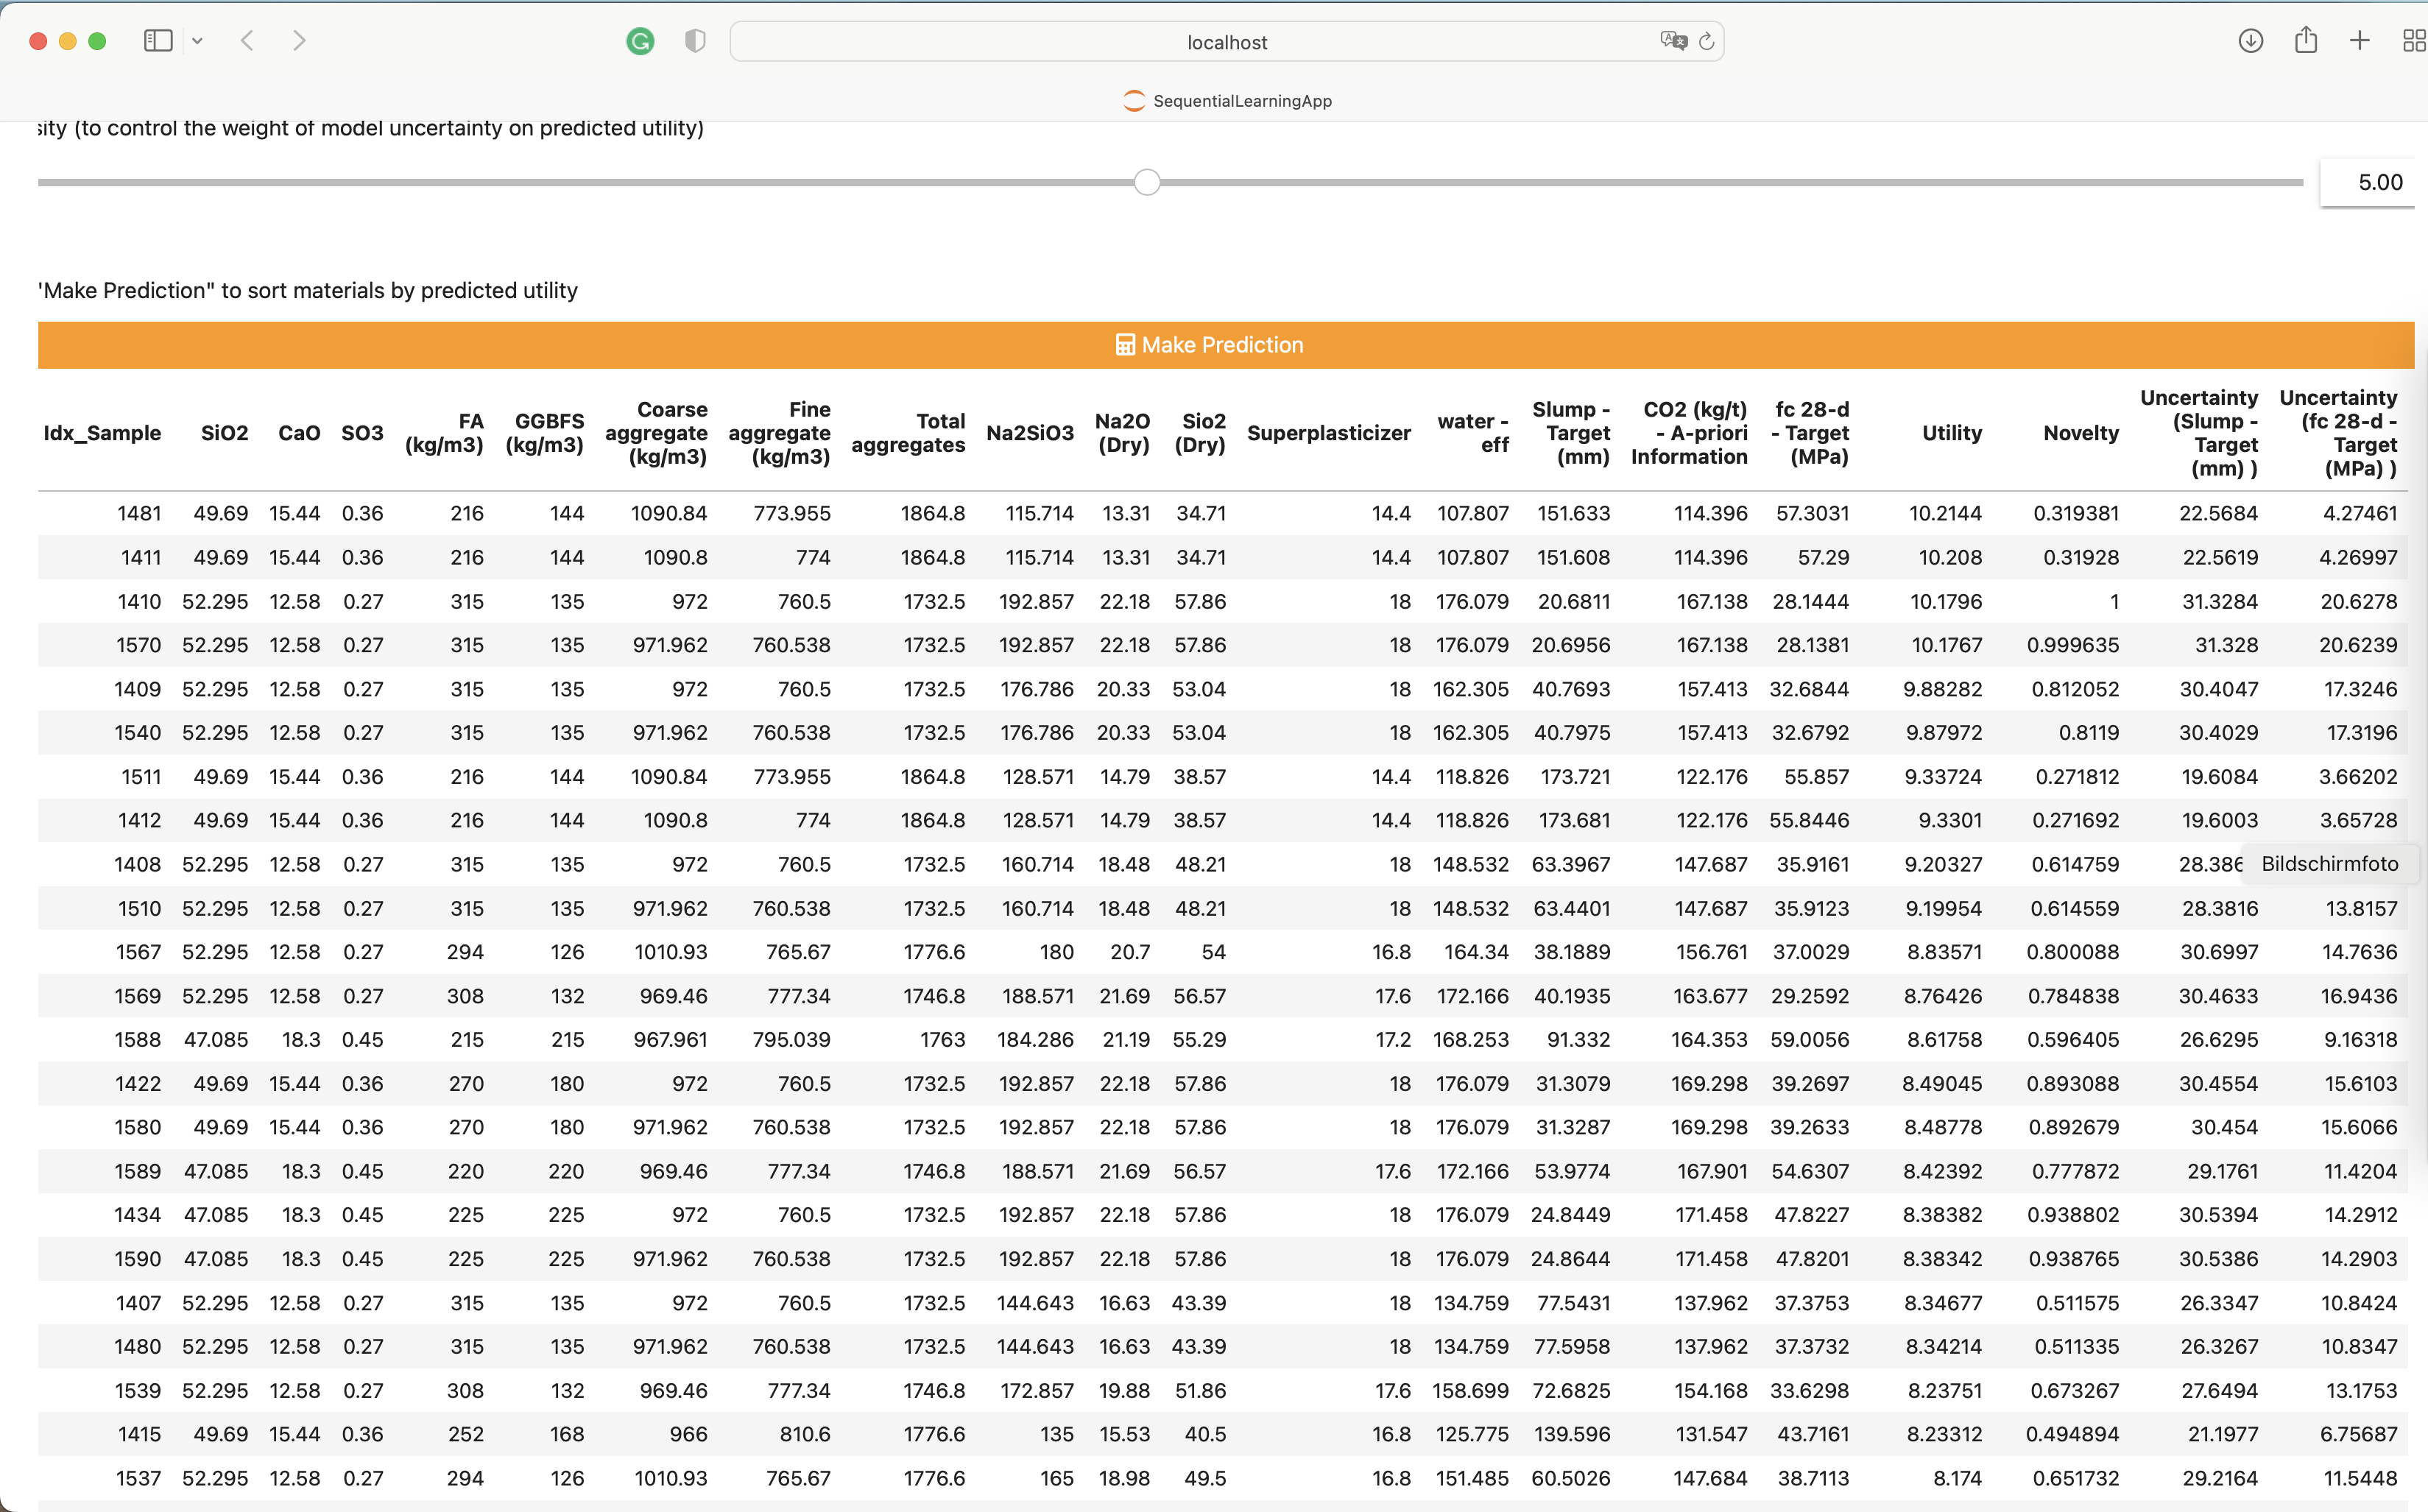 localhost
SequentialLearningApp
sity (to control the weight of model uncertainty on predicted utility)
5.00
'Make Prediction" to sort materials by predicted utility
Make Prediction
Idx_Sample SiO2 CaO SO3 FA (kg/m3) GGBFS (kg/m3) Coarse aggregate (kg/m3) Fine aggregate (kg/m3) Total aggregates Na2SiO3 Na2O (Dry) Sio2 (Dry) Superplasticizer water - eff Slump - Target (mm) CO2 (kg/t) - A-priori Information fc 28-d - Target (MPa) Utility Novelty Uncertainty (Slump - Target (mm) ) Uncertainty (fc 28-d - Target (MPa) )
1481 49.69 15.44 0.36 216 144 1090.84 773.955 1864.8 115.714 13.31 34.71 14.4 107.807 151.633 114.396 57.3031 10.2144 0.319381 22.5684 4.27461
1411 49.69 15.44 0.36 216 144 1090.8 774 1864.8 115.714 13.31 34.71 14.4 107.807 151.608 114.396 57.29 10.208 0.31928 22.5619 4.26997
1410 52.295 12.58 0.27 315 135 972 760.5 1732.5 192.857 22.18 57.86 18 176.079 20.6811 167.138 28.1444 10.1796 1 31.3284 20.6278
1570 52.295 12.58 0.27 315 135 971.962 760.538 1732.5 192.857 22.18 57.86 18 176.079 20.6956 167.138 28.1381 10.1767 0.999635 31.328 20.6239
1409 52.295 12.58 0.27 315 135 972 760.5 1732.5 176.786 20.33 53.04 18 162.305 40.7693 157.413 32.6844 9.88282 0.812052 30.4047 17.3246
1540 52.295 12.58 0.27 315 135 971.962 760.538 1732.5 176.786 20.33 53.04 18 162.305 40.7975 157.413 32.6792 9.87972 0.8119 30.4029 17.3196
1511 49.69 15.44 0.36 216 144 1090.84 773.955 1864.8 128.571 14.79 38.57 14.4 118.826 173.721 122.176 55.857 9.33724 0.271812 19.6084 3.66202
1412 49.69 15.44 0.36 216 144 1090.8 774 1864.8 128.571 14.79 38.57 14.4 118.826 173.681 122.176 55.8446 9.3301 0.271692 19.6003 3.65728
1408 52.295 12.58 0.27 315 135 972 760.5 1732.5 160.714 18.48 48.21 18 148.532 63.3967 147.687 35.9161 9.20327 0.614759 28.386 Bildschirmfoto
1510 52.295 12.58 0.27 315 135 971.962 760.538 1732.5 160.714 18.48 48.21 18 148.532 63.4401 147.687 35.9123 9.19954 0.614559 28.3816 13.8157
1567 52.295 12.58 0.27 294 126 1010.93 765.67 1776.6 180 20.7 54 16.8 164.34 38.1889 156.761 37.0029 8.83571 0.800088 30.6997 14.7636
1569 52.295 12.58 0.27 308 132 969.46 777.34 1746.8 188.571 21.69 56.57 17.6 172.166 40.1935 163.677 29.2592 8.76426 0.784838 30.4633 16.9436
1588 47.085 18.3 0.45 215 215 967.961 795.039 1763 184.286 21.19 55.29 17.2 168.253 91.332 164.353 59.0056 8.61758 0.596405 26.6295 9.16318
1422 49.69 15.44 0.36 270 180 972 760.5 1732.5 192.857 22.18 57.86 18 176.079 31.3079 169.298 39.2697 8.49045 0.893088 30.4554 15.6103
1580 49.69 15.44 0.36 270 180 971.962 760.538 1732.5 192.857 22.18 57.86 18 176.079 31.3287 169.298 39.2633 8.48778 0.892679 30.454 15.6066
1589 47.085 18.3 0.45 220 220 969.46 777.34 1746.8 188.571 21.69 56.57 17.6 172.166 53.9774 167.901 54.6307 8.42392 0.777872 29.1761 11.4204
1434 47.085 18.3 0.45 225 225 972 760.5 1732.5 192.857 22.18 57.86 18 176.079 24.8449 171.458 47.8227 8.38382 0.938802 30.5394 14.2912
1590 47.085 18.3 0.45 225 225 971.962 760.538 1732.5 192.857 22.18 57.86 18 176.079 24.8644 171.458 47.8201 8.38342 0.938765 30.5386 14.2903
1407 52.295 12.58 0.27 315 135 972 760.5 1732.5 144.643 16.63 43.39 18 134.759 77.5431 137.962 37.3753 8.34677 0.511575 26.3347 10.8424
1480 52.295 12.58 0.27 315 135 971.962 760.538 1732.5 144.643 16.63 43.39 18 134.759 77.5958 137.962 37.3732 8.34214 0.511335 26.3267 10.8347
1539 52.295 12.58 0.27 308 132 969.46 777.34 1746.8 172.857 19.88 51.86 17.6 158.699 72.6825 154.168 33.6298 8.23751 0.673267 27.6494 13.1753
1415 49.69 15.44 0.36 252 168 966 810.6 1776.6 135 15.53 40.5 16.8 125.775 139.596 131.547 43.7161 8.23312 0.494894 21.1977 6.75687
1537 52.295 12.58 0.27 294 126 1010.93 765.67 1776.6 165 18.98 49.5 16.8 151.485 60.5026 147.684 38.7113 8.174 0.651732 29.2164 11.5448